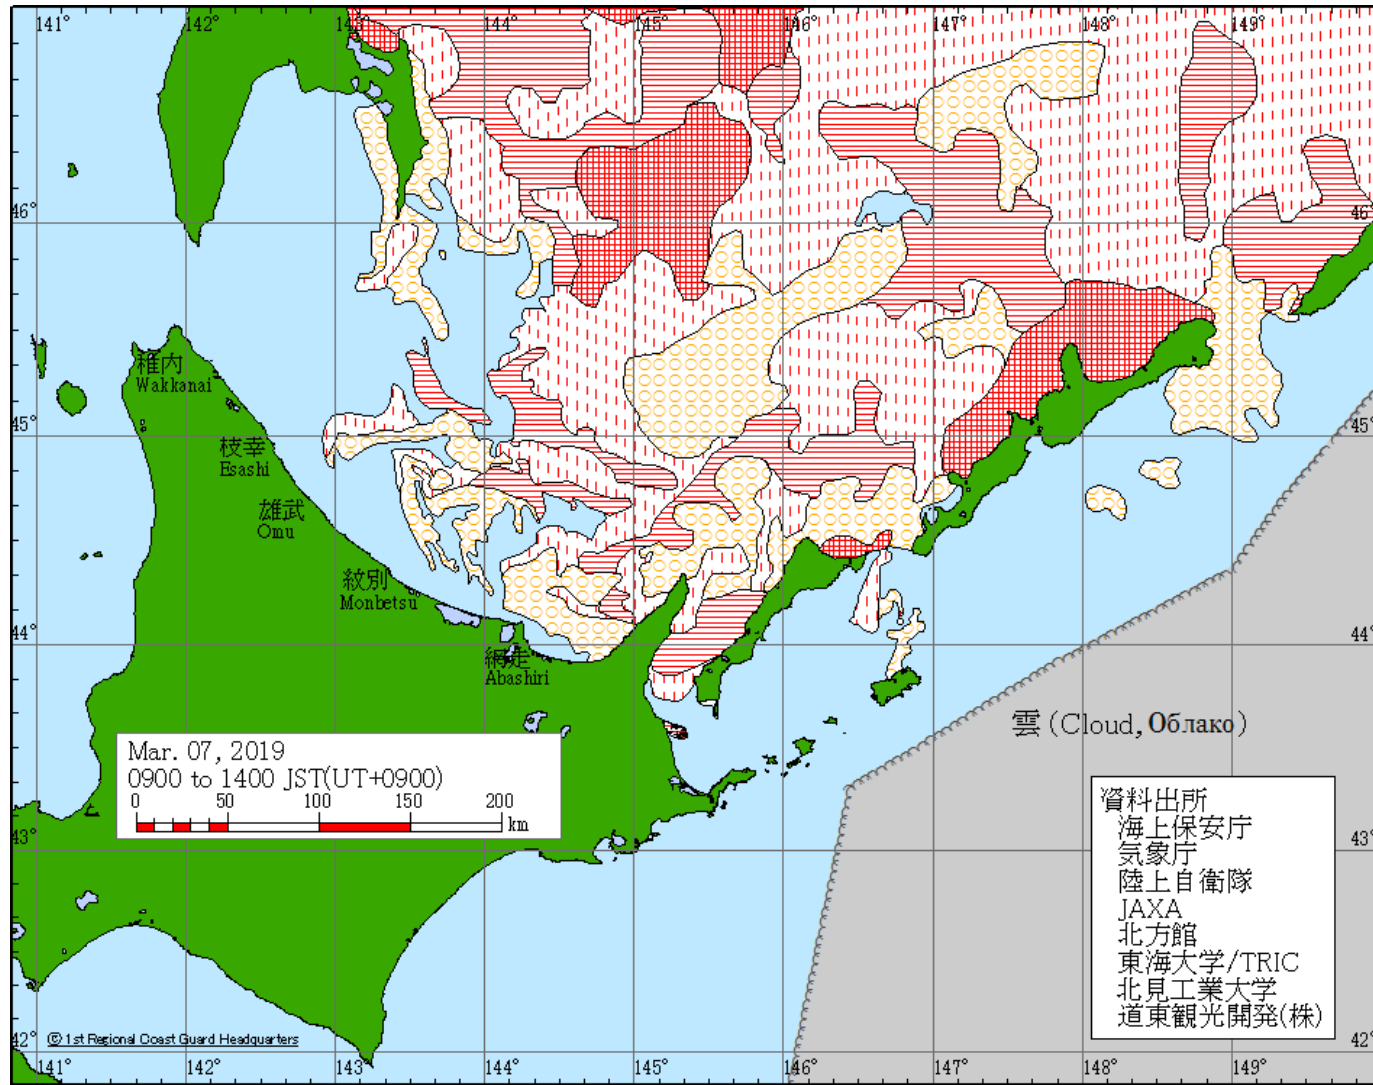 141° 142° 143° 144° 145° 146° 147° 148° 149°
46° 46°
稚内
Wakkanai
45° 45°
枝幸
Esashi
雄武
Omu
紋別
Monbetsu
44° 44°
網走
Abashiri
雲(Cloud, Облако)
Mar. 07, 2019
0900 to 1400 JST(UT+0900)
0 50 100 150 200
km
43° 43°
資料出所
海上保安庁
気象庁
陸上自衛隊
JAXA
北方館
東海大学/TRIC
北見工業大学
道東観光開発(株)
42° 42°
© 1st Regional Coast Guard Headquarters
141° 142° 143° 144° 145° 146° 147° 148° 149°